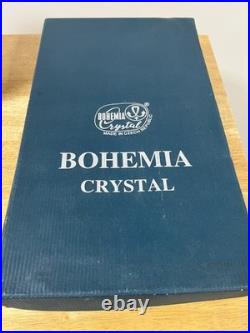 BOHEMIA
Crystal
MADE IN CZECH REPUBLIC
BOHEMIA
CRYSTAL